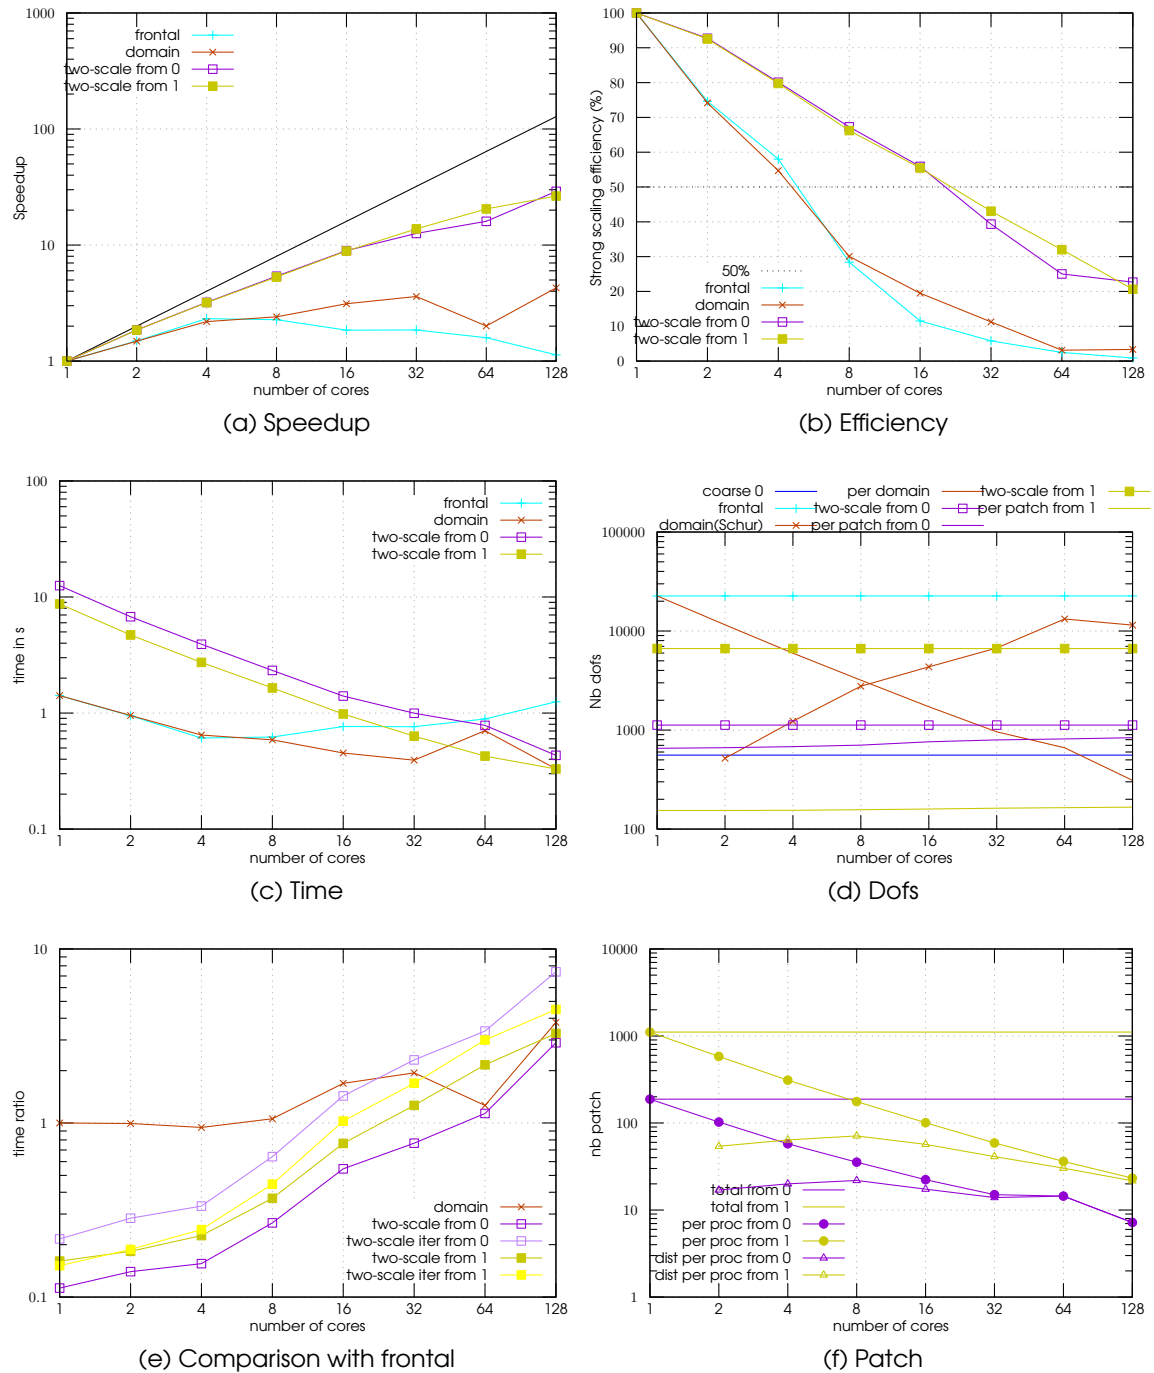 1000
100
10
1
Speedup
frontal
domain
two-scale from 0
two-scale from 1
1 2 4 8 16 32 64 128
number of cores
(a) Speedup
100
90
80
70
60
50
40
30
20
10
0
Strong scaling efficiency (%)
50%
frontal
domain
two-scale from 0
two-scale from 1
1 2 4 8 16 32 64 128
number of cores
(b) Efficiency
100
10
1
0.1
time in s
frontal
domain
two-scale from 0
two-scale from 1
1 2 4 8 16 32 64 128
number of cores
(c) Time
coarse 0 per domain two-scale from 1
frontal two-scale from 0 per patch from 1
domain(Schur) per patch from 0
100000
10000
1000
100
Nb dofs
1 2 4 8 16 32 64 128
number of cores
(d) Dofs
10
1
0.1
time ratio
domain
two-scale from 0
two-scale iter from 0
two-scale from 1
two-scale iter from 1
1 2 4 8 16 32 64 128
number of cores
(e) Comparison with frontal
10000
1000
100
10
1
nb patch
total from 0
total from 1
per proc from 0
per proc from 1
dist per proc from 0
dist per proc from 1
1 2 4 8 16 32 64 128
number of cores
(f) Patch